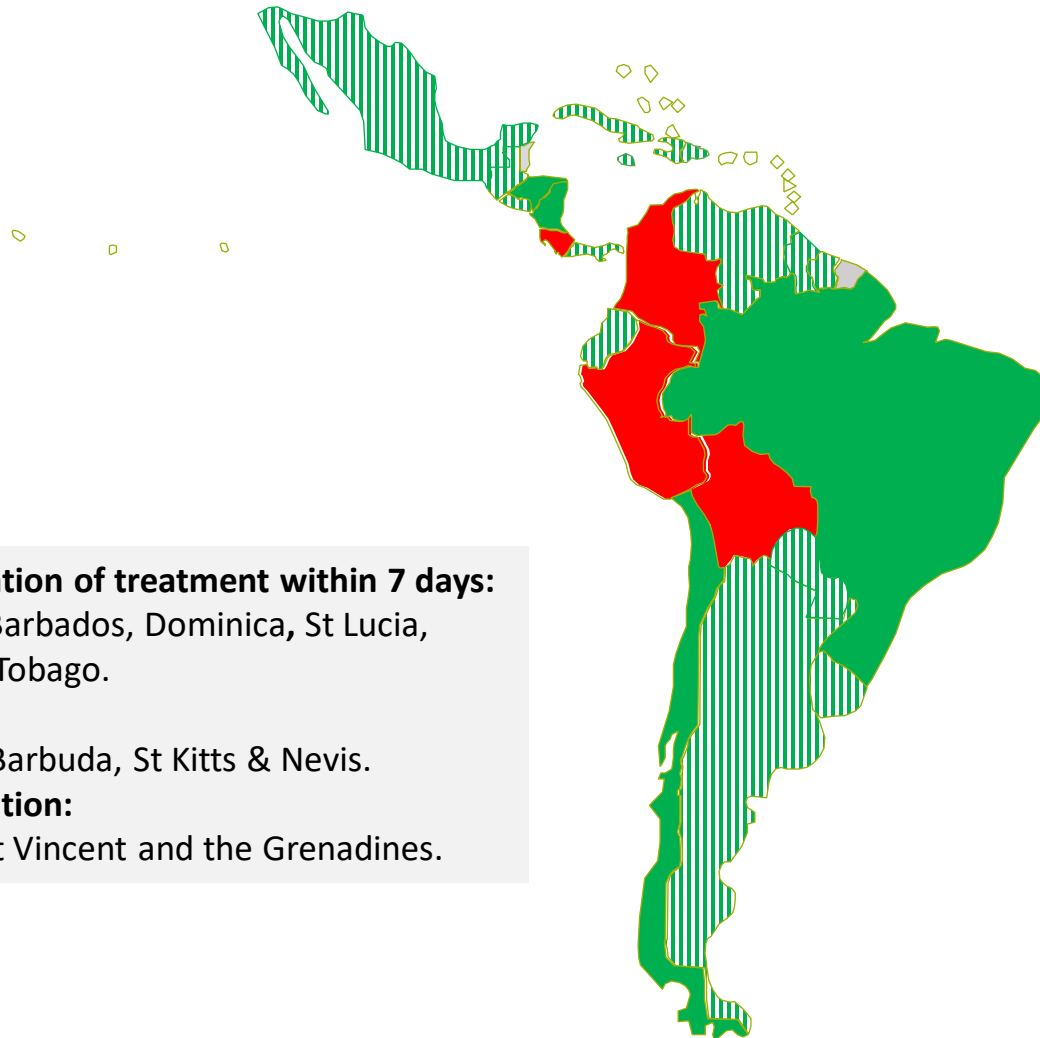 ation of treatment within 7 days:
Barbados, Dominica, St Lucia,
Tobago.
Barbuda, St Kitts & Nevis.
tion:
t Vincent and the Grenadines.